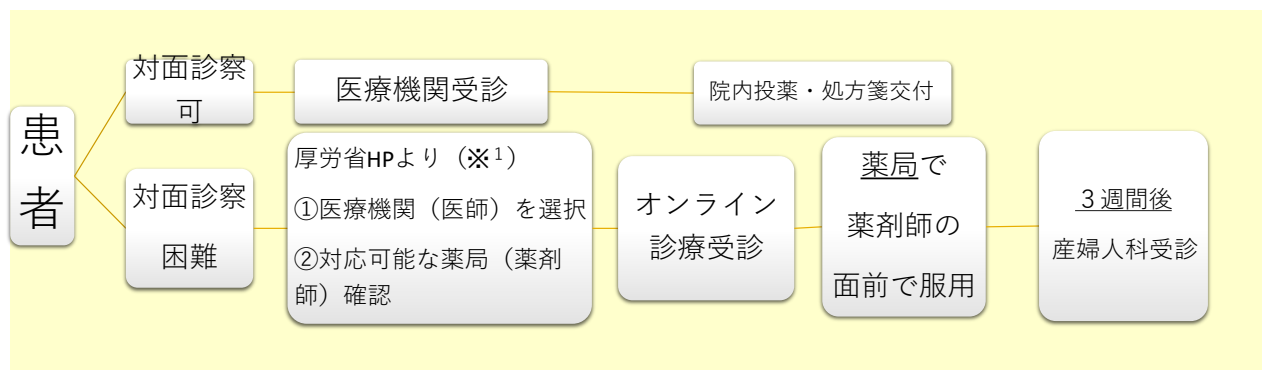 患
者
対面診察
可
医療機関受診
院内投薬・処方箋交付
対面診察
困難
厚労省HPより（※1）
①医療機関（医師）を選択
②対応可能な薬局（薬剤
師）確認
オンライン
診療受診
薬局で
薬剤師の
面前で服用
３週間後
産婦人科受診